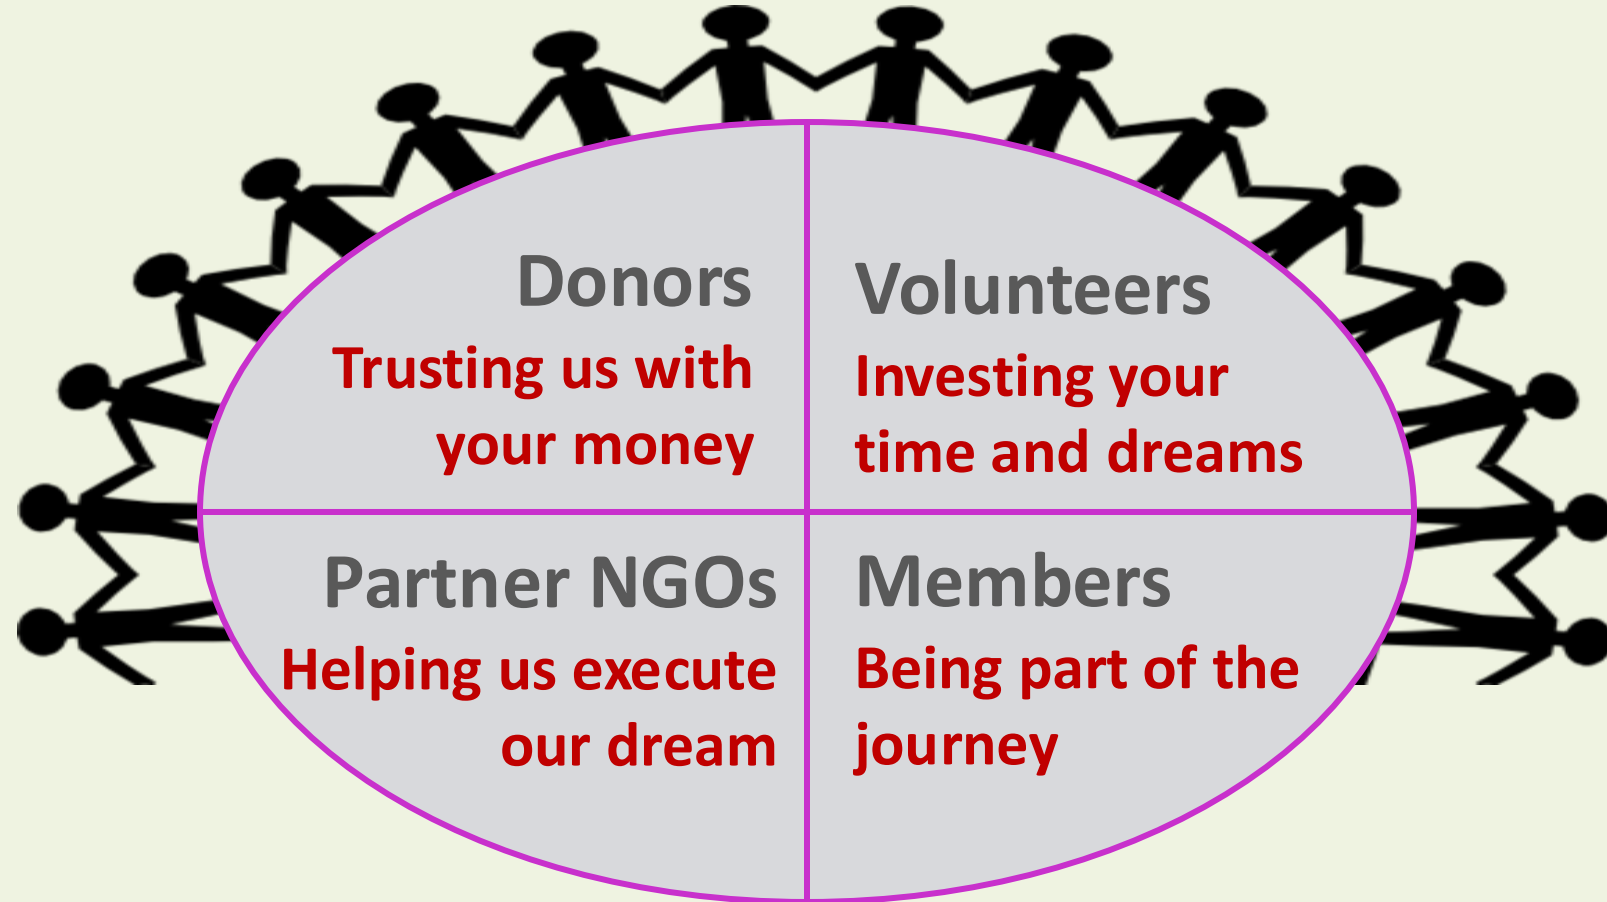 Donors
Trusting us with
your money
Volunteers
Investing your
time and dreams
Partner NGOs
Helping us execute
our dream
Members
Being part of the
journey